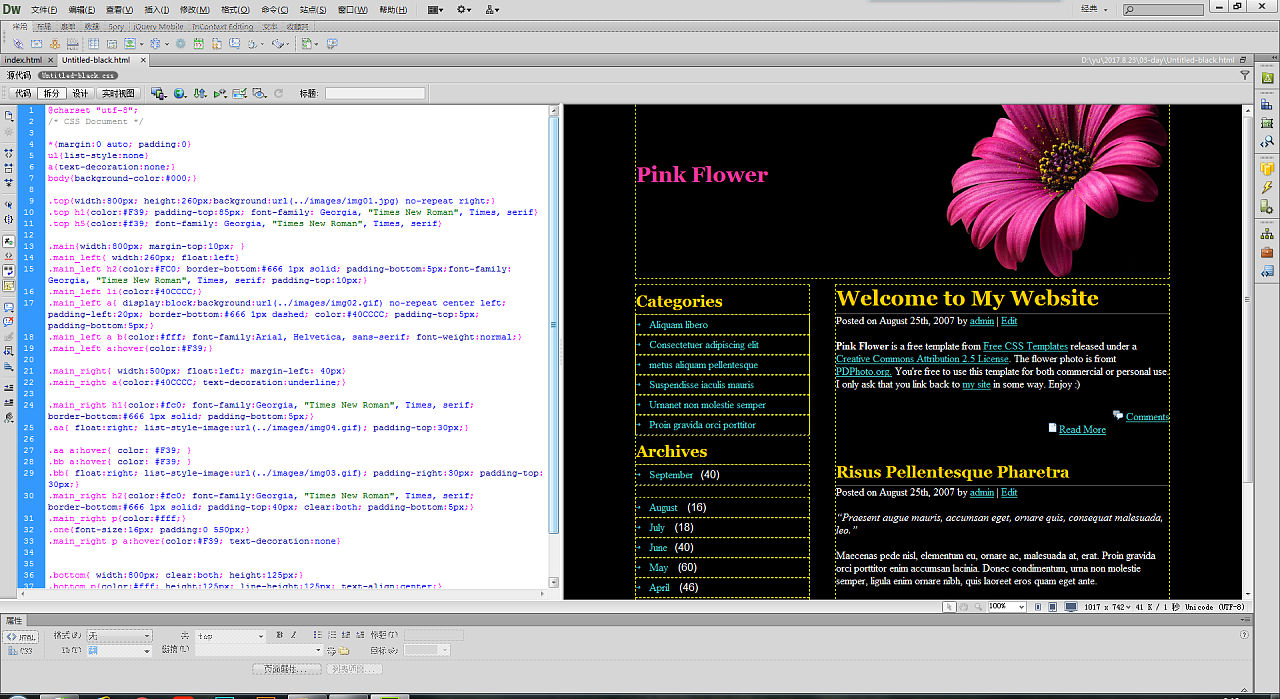 Dw 文件(F) 编辑(E) 查看(V) 插入(I) 修改(M) 格式(O) 命令(C) 站点(S) 窗口(W) 帮助(H) 经典
常用 布局 表单 数据 Spry jQuery Mobile InContext Editing 文本 收藏夹
index.html × Untitled-black.html × D:\yu\2017.8.23\03-day\Untitled-black.html
源代码 Untitled-black.css
代码 拆分 设计 实时视图 标题:
1 @charset "utf-8";
2 /* CSS Document */
3
4 *{margin:0 auto; padding:0}
5 ul{list-style:none}
6 a{text-decoration:none;}
7 body{background-color:#000;}
8
9 .top{width:800px; height:260px;background:url(../images/img01.jpg) no-repeat right;}
10 .top h1{color:#F39; padding-top:85px; font-family: Georgia, "Times New Roman", Times, serif}
11 .top h5{color:#f39; font-family: Georgia, "Times New Roman", Times, serif}
12
13 .main{width:800px; margin-top:10px; }
14 .main_left{ width:260px; float:left}
15 .main_left h2{color:#FC0; border-bottom:#666 1px solid; padding-bottom:5px;font-family:
Georgia, "Times New Roman", Times, serif; padding-top:10px;}
16 .main_left li{color:#40CCCC;}
17 .main_left a{ display:block;background:url(../images/img02.gif) no-repeat center left;
padding-left:20px; border-bottom:#666 1px dashed; color:#40CCCC; padding-top:5px;
padding-bottom:5px;}
18 .main_left a b{color:#fff; font-family:Arial, Helvetica, sans-serif; font-weight:normal;}
19 .main_left a:hover{color:#F39;}
20
21 .main_right{ width:500px; float:left; margin-left: 40px}
22 .main_right a{color:#40CCCC; text-decoration:underline;}
23
24 .main_right h1{color:#fc0; font-family:Georgia, "Times New Roman", Times, serif;
border-bottom:#666 1px solid; padding-bottom:5px;}
25 .aa{ float:right; list-style-image:url(../images/img04.gif); padding-top:30px;}
26
27 .aa a:hover{ color: #F39; }
28 .bb a:hover{ color: #F39; }
29 .bb{ float:right; list-style-image:url(../images/img03.gif); padding-right:30px; padding-top:
30px;}
30 .main_right h2{color:#fc0; font-family:Georgia, "Times New Roman", Times, serif;
border-bottom:#666 1px solid; padding-top:40px; clear:both; padding-bottom:5px;}
31 .main_right p{color:#fff;}
32 .one{font-size:16px; padding:0 550px;}
33 .main_right p a:hover{color:#F39; text-decoration:none}
34
35
36 .bottom{ width:800px; clear:both; height:125px;}
37 .bottom p{color:#fff; height:125px; line-height:125px; text-align:center;}
Pink Flower
Categories
Aliquam libero
Consectetuer adipiscing elit
metus aliquam pellentesque
Suspendisse iaculis mauris
Urnanet non molestie semper
Proin gravida orci porttitor
Archives
September (40)
August (16)
July (18)
June (40)
May (60)
April (46)
Welcome to My Website
Posted on August 25th, 2007 by admin | Edit
Pink Flower is a free template from Free CSS Templates released under a
Creative Commons Attribution 2.5 License. The flower photo is fromt
PDPhoto.org. You're free to use this template for both commercial or personal use.
I only ask that you link back to my site in some way. Enjoy :)
Comments
Read More
Risus Pellentesque Pharetra
Posted on August 25th, 2007 by admin | Edit
“Praesent augue mauris, accumsan eget, ornare quis, consequat malesuada,
leo.”
Maecenas pede nisl, elementum eu, ornare ac, malesuada at, erat. Proin gravida
orci porttitor enim accumsan lacinia. Donec condimentum, urna non molestie
semper, ligula enim ornare nibh, quis laoreet eros quam eget ante.
100% 1017 x 742 41 K / 1 秒 Unicode (UTF-8)
属性
<> HTML 格式(F) 无 类 top B I 标题(T)
CSS ID(I) 无 链接(L) 目标(G)
页面属性... 列表项目...